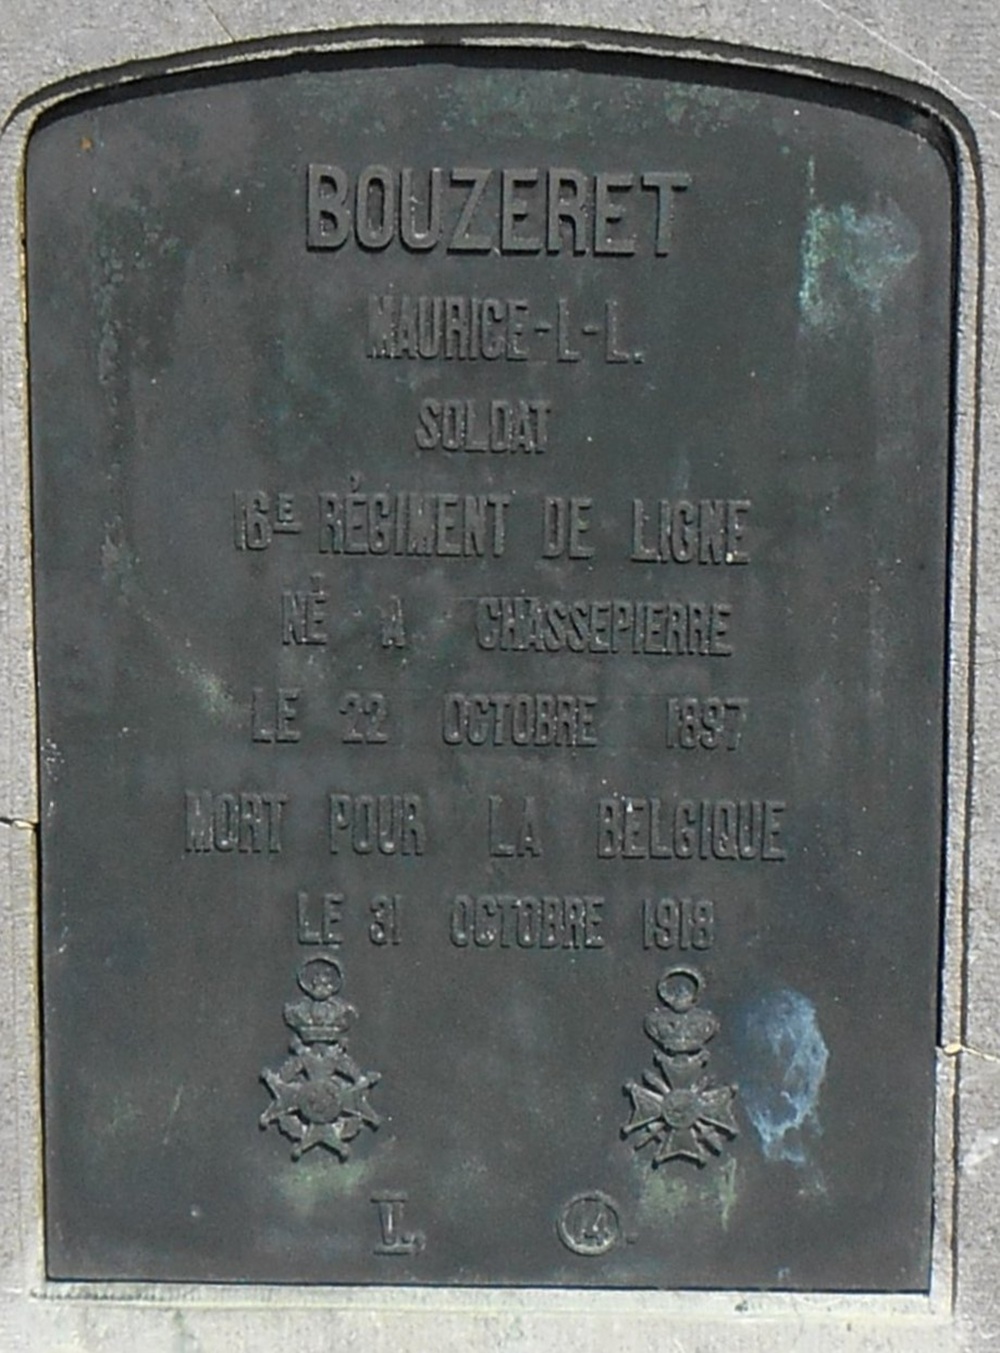 BOUZERET
MAURICE-L-L.
SOLDAT
16E RÉGIMENT DE LIGNE
NÉ A CHASSEPIERRE
LE 22 OCTOBRE 1897
MORT POUR LA BELGIQUE
LE 31 OCTOBRE 1918
14